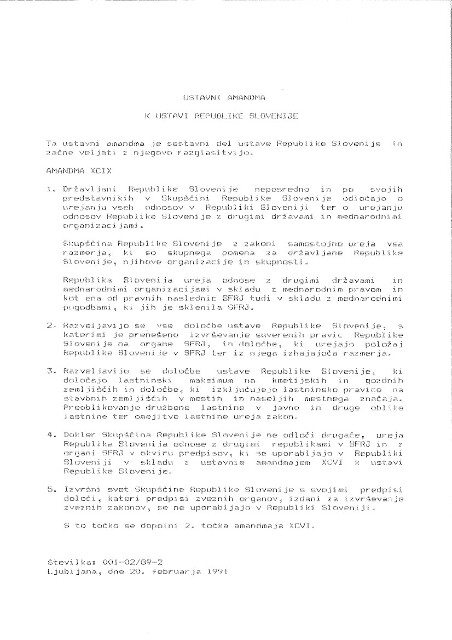 USTAVNI AMANDMA
K USTAVI REPUBLIKE SLOVENIJE
Ta ustavni amandma je sestavni del ustave Republike Slovenije in
začne veljati z njegovo razglasitvijo.
AMANDMA XCIX
1. Državljani Republike Slovenije neposredno in po svojih
predstavnikih v Skupščini Republike Slovenije odločajo o
urejanju vseh odnosov v Republiki Sloveniji ter o urejanju
odnosov Republike Slovenije z drugimi državami in mednarodnimi
organizacijami.
Skupščina Republike Slovenije z zakoni samostojno ureja vsa
razmerja, ki so skupnega pomena za državljane Republike
Slovenije, njihove organizacije in skupnosti.
Republika Slovenija ureja odnose z drugimi državami in
mednarodnimi organizacijami v skladu z mednarodnim pravom in
kot ena od pravnih naslednic SFRJ tudi v skladu z mednarodnimi
pogodbami, ki jih je sklenila SFRJ.
2. Razveljavijo se vse določbe ustave Republike Slovenije, s
katerimi je preneseno izvrševanje suverenih pravic Republike
Slovenije na organe SFRJ, in določbe, ki urejajo položaj
Republike Slovenije v SFRJ ter iz njega izhajajoča razmerja.
3. Razveljavijo se določbe ustave Republike Slovenije, ki
določajo lastninski maksimum na kmetijskih in gozdnih
zemljiščih in določbe, ki izključujejo lastninsko pravico na
stavbnih zemljiščih v mestih in naseljih mestnega značaja.
Preoblikovanje družbene lastnine v javno in druge oblike
lastnine ter omejitve lastnine ureja zakon.
4. Dokler Skupščina Republike Slovenije ne odloči drugače, ureja
Republika Slovenija odnose z drugimi republikami v SFRJ in z
organi SFRJ v okviru predpisov, ki se uporabljajo v Republiki
Sloveniji v skladu z ustavnim amandmajem XCVI k ustavi
Republike Slovenije.
5. Izvršni svet Skupščine Republike Slovenije s svojimi predpisi
določi, kateri predpisi zveznih organov, izdani za izvrševanje
zveznih zakonov, se ne uporabljajo v Republiki Sloveniji.
S to točko se dopolni 2. točka amandmaja XCVI.
Številka: 001-02/89-2
Ljubljana, dne 20. februarja 1991